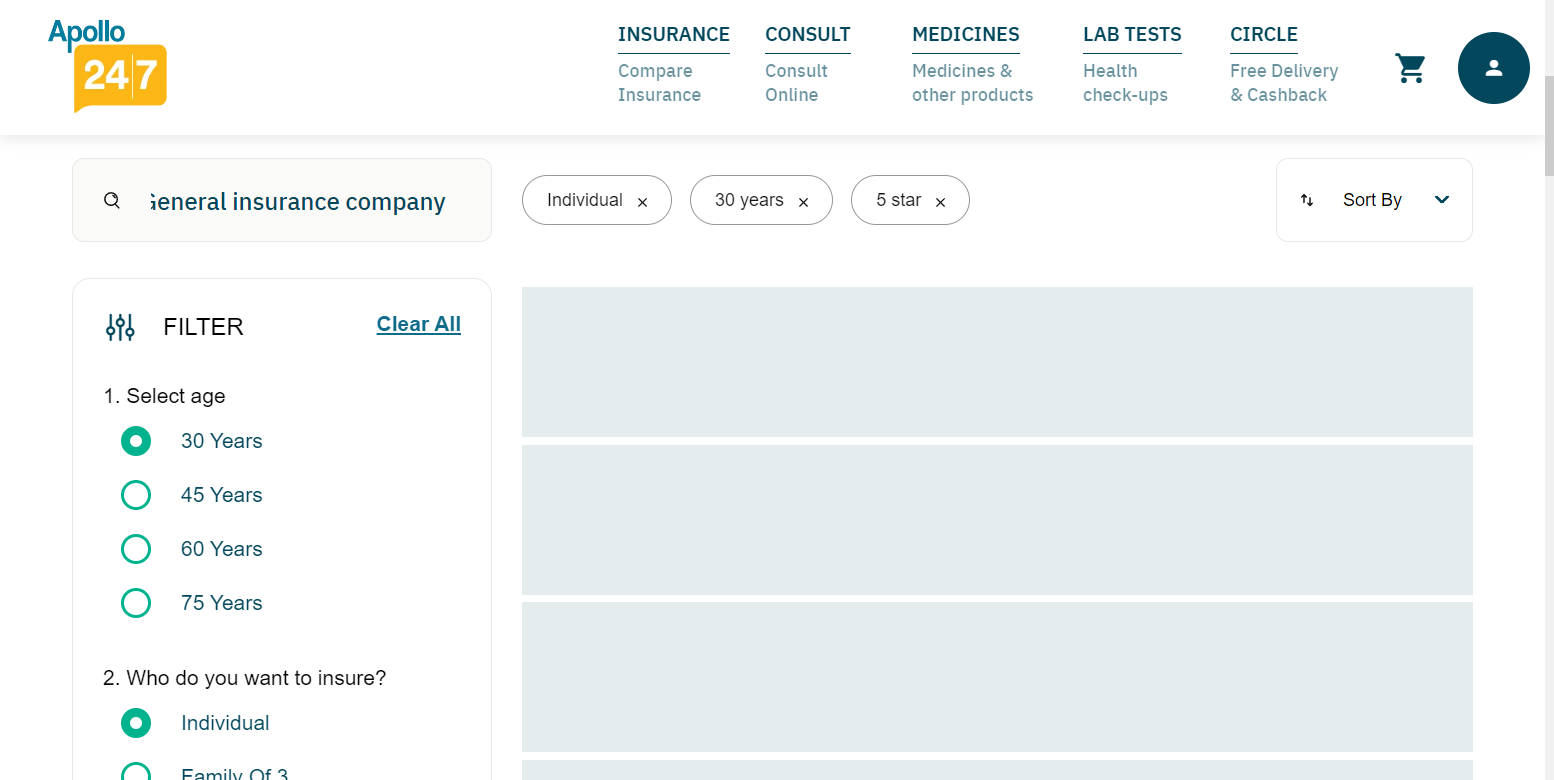 Apollo
24|7
INSURANCE
Compare
Insurance
CONSULT
Consult
Online
MEDICINES
Medicines &
other products
LAB TESTS
Health
check-ups
CIRCLE
Free Delivery
& Cashback
General insurance company
Individual ×
30 years ×
5 star ×
Sort By
FILTER
Clear All
1. Select age
30 Years
45 Years
60 Years
75 Years
2. Who do you want to insure?
Individual
Family Of 3